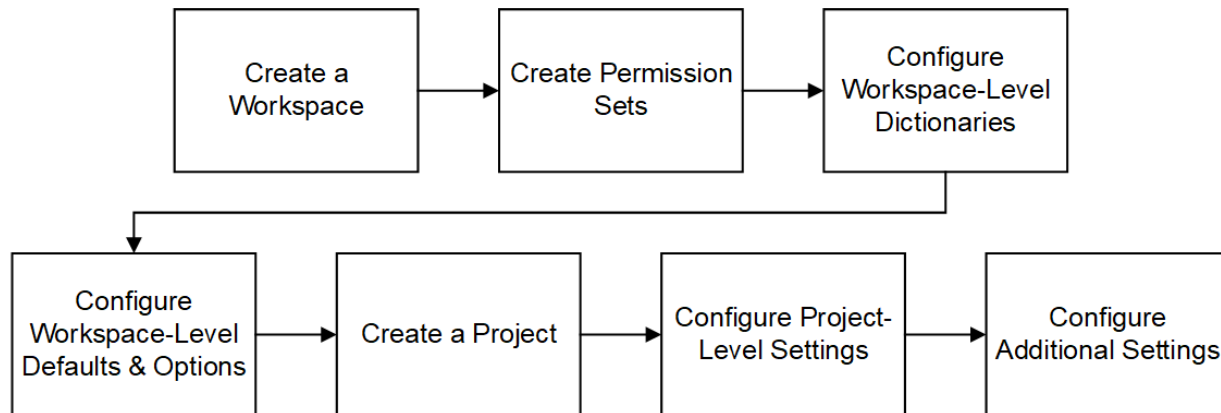 Create a
Workspace
Create Permission
Sets
Configure
Workspace-Level
Dictionaries
Configure
Workspace-Level
Defaults & Options
Create a Project
Configure Project-
Level Settings
Configure
Additional Settings